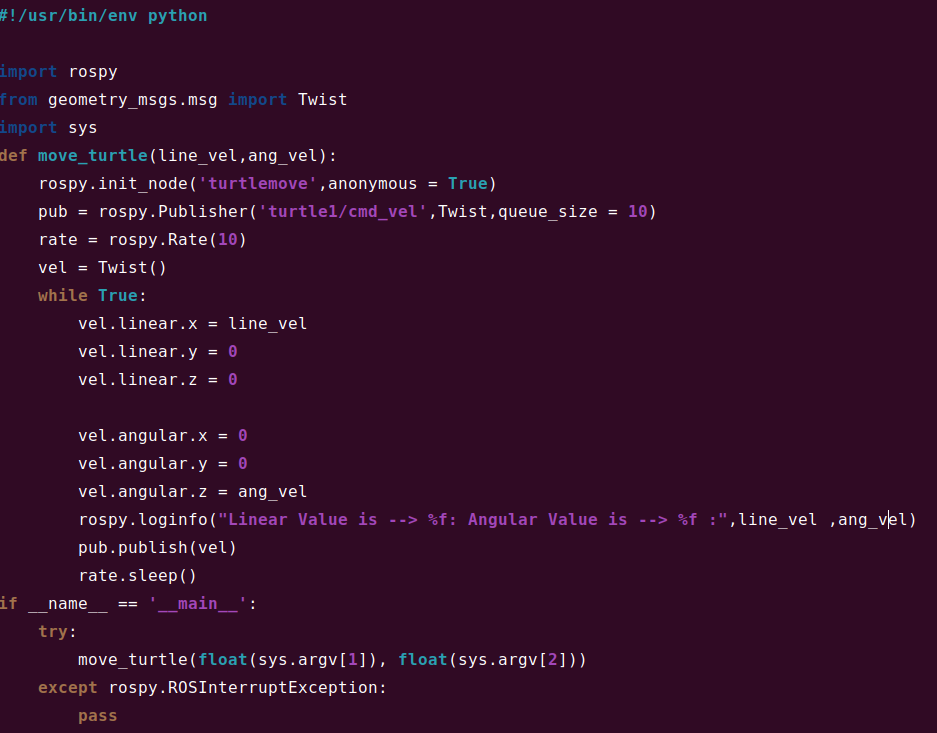 #!/usr/bin/env python
import rospy
from geometry_msgs.msg import Twist
import sys
def move_turtle(line_vel,ang_vel):
    rospy.init_node('turtlemove',anonymous = True)
    pub = rospy.Publisher('turtle1/cmd_vel',Twist,queue_size = 10)
    rate = rospy.Rate(10)
    vel = Twist()
    while True:
        vel.linear.x = line_vel
        vel.linear.y = 0
        vel.linear.z = 0
        vel.angular.x = 0
        vel.angular.y = 0
        vel.angular.z = ang_vel
        rospy.loginfo("Linear Value is --> %f: Angular Value is --> %f :",line_vel ,ang_vel)
        pub.publish(vel)
        rate.sleep()
if __name__ == '__main__':
    try:
        move_turtle(float(sys.argv[1]), float(sys.argv[2]))
    except rospy.ROSInterruptException:
        pass